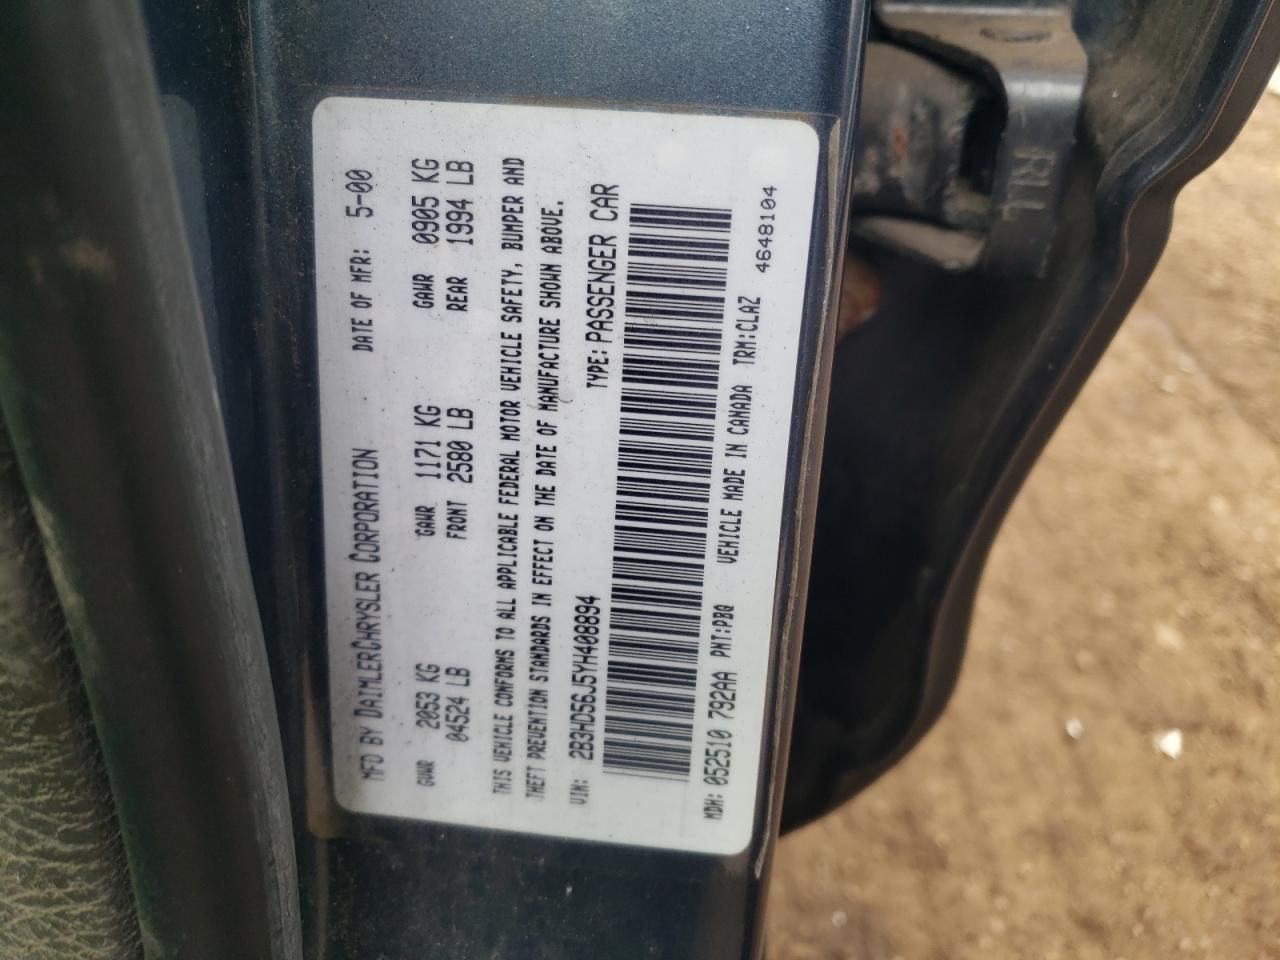 MFD BY DAIMLERCHRYSLER CORPORATION DATE OF MFR: 5-00
GVWR 2053 KG GAWR 1171 KG GAWR 0905 KG
04524 LB FRONT 2580 LB REAR 1994 LB
THIS VEHICLE CONFORMS TO ALL APPLICABLE FEDERAL MOTOR VEHICLE SAFETY, BUMPER AND
THEFT PREVENTION STANDARDS IN EFFECT ON THE DATE OF MANUFACTURE SHOWN ABOVE.
VIN: 2B3HD56J5YH408894 TYPE: PASSENGER CAR
MDH: 052510 792AA PNT:PBQ VEHICLE MADE IN CANADA TRM:CLAZ
4648104
RLL